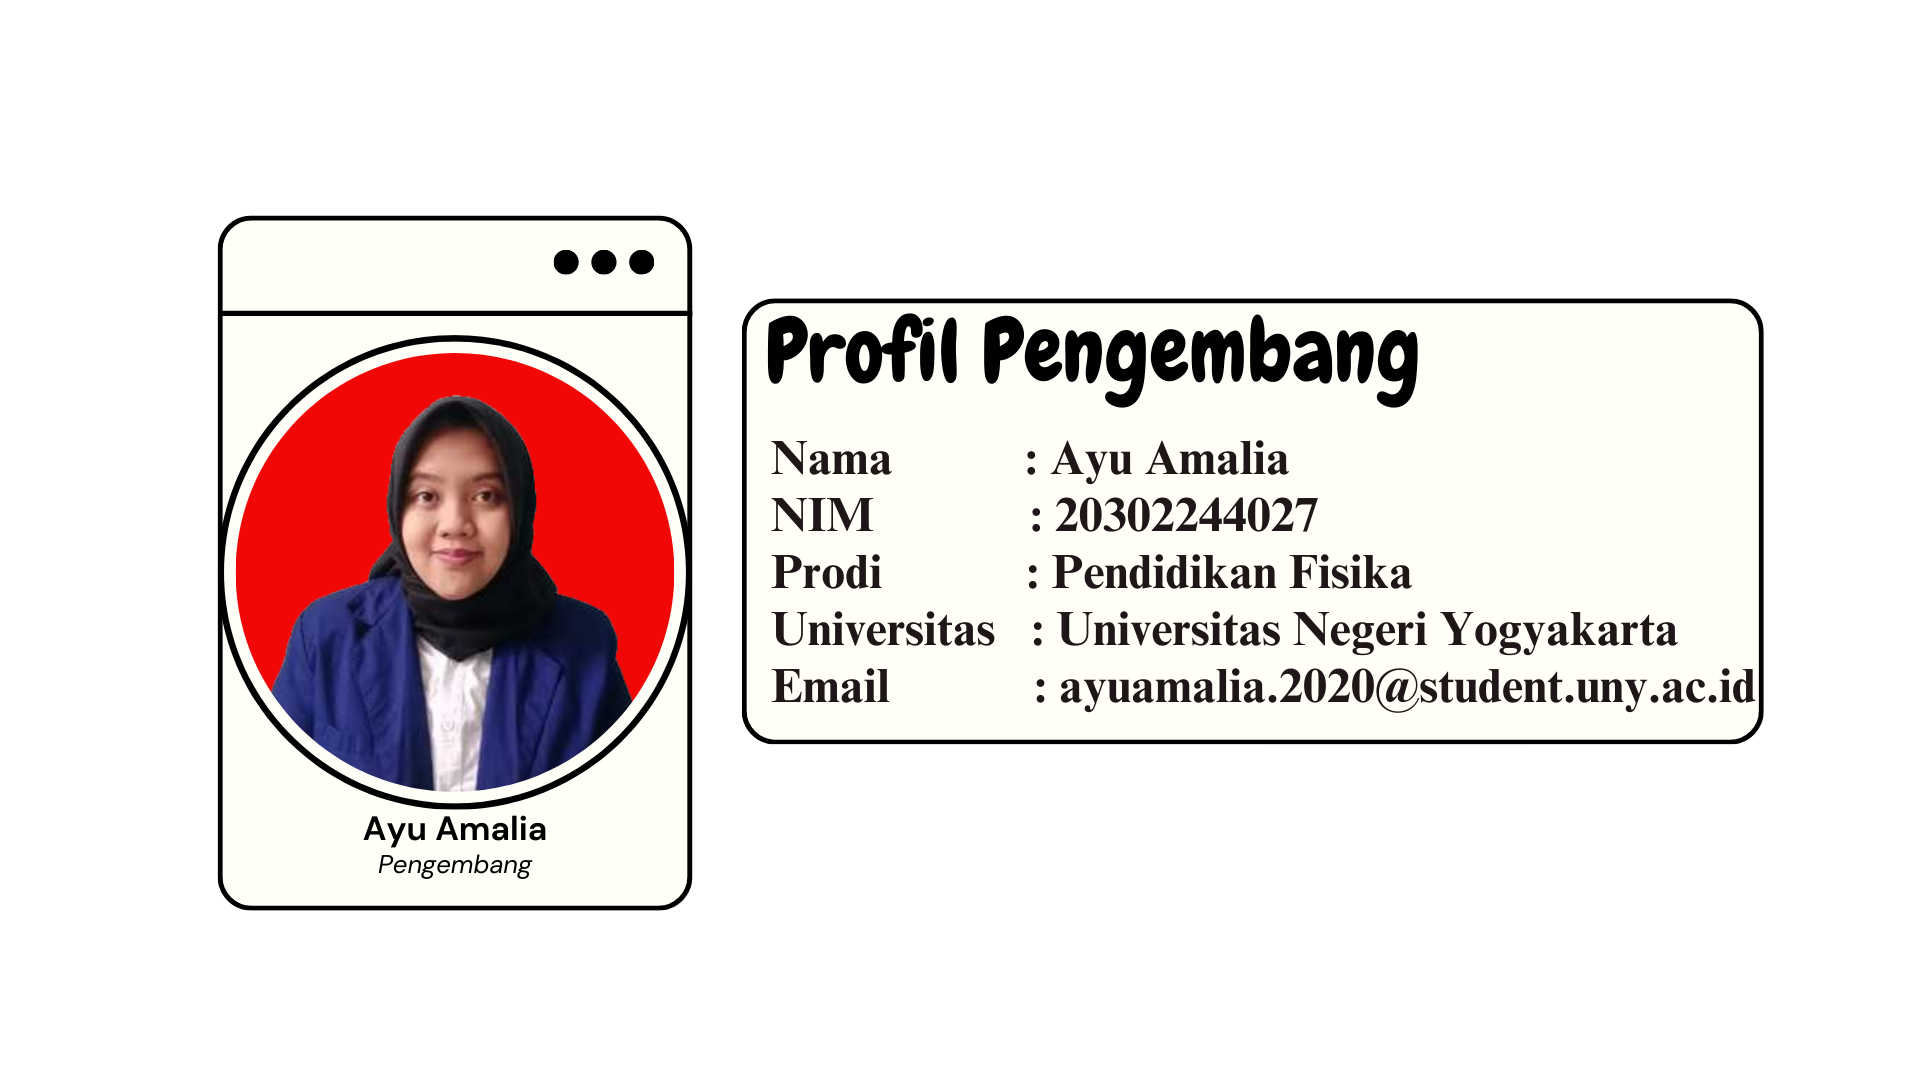 Ayu Amalia
Pengembang
Profil Pengembang
Nama : Ayu Amalia
NIM : 20302244027
Prodi : Pendidikan Fisika
Universitas : Universitas Negeri Yogyakarta
Email : ayuamalia.2020@student.uny.ac.id